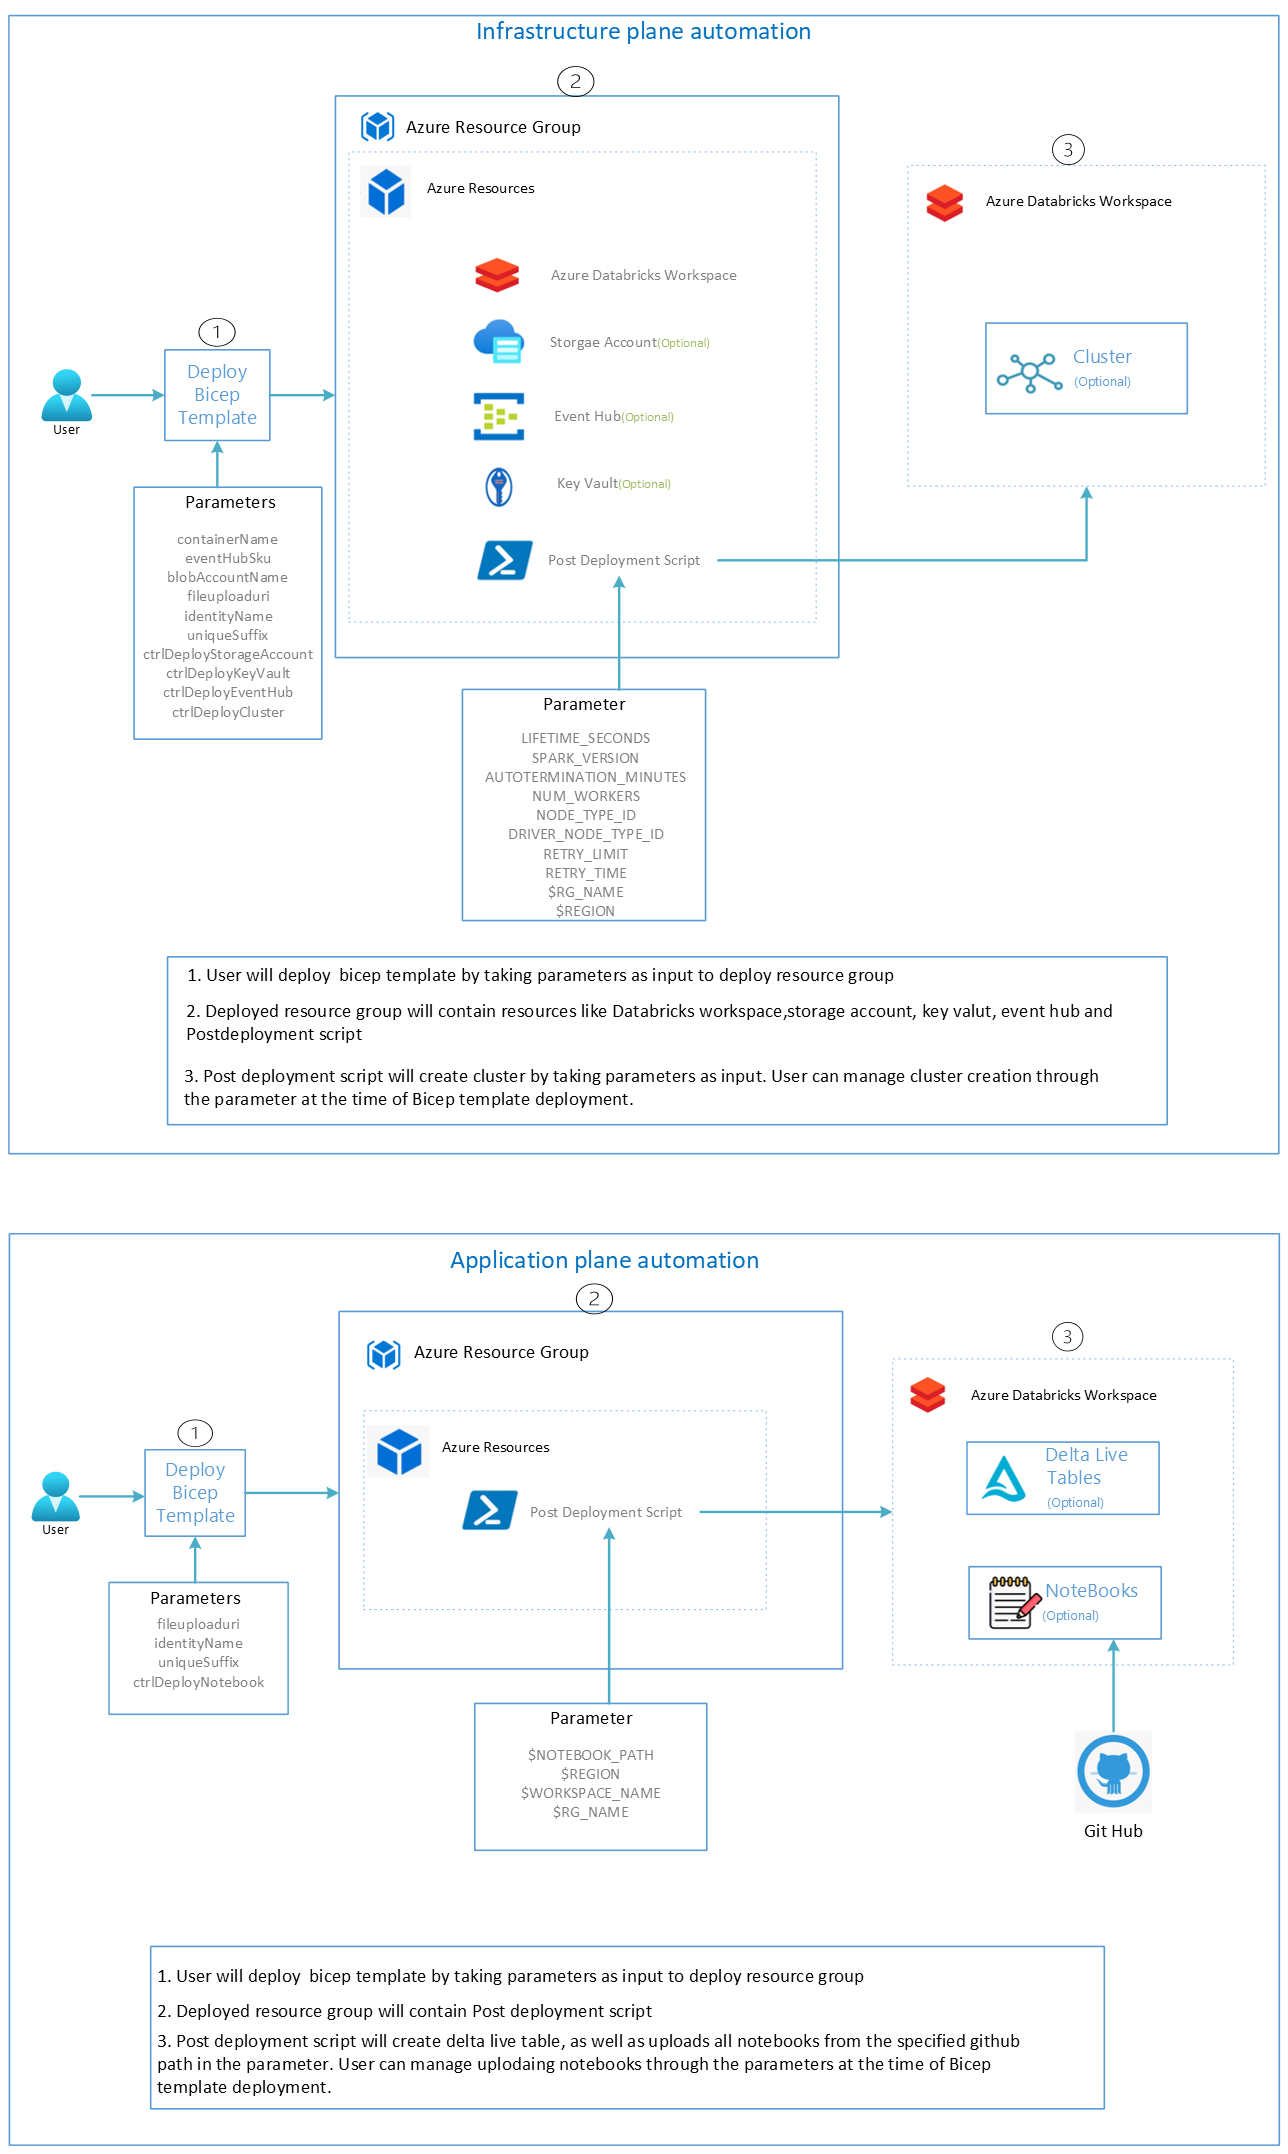 Infrastructure plane automation
2
Azure Resource Group
3
Azure Resources
Azure Databricks Workspace
Azure Databricks Workspace
1
Storgae Account(Optional)
Cluster
(Optional)
Deploy
Bicep
Template
User
Event Hub(Optional)
Key Vault(Optional)
Parameters
containerName
eventHubSku
blobAccountName
fileuploaduri
identityName
uniqueSuffix
ctrlDeployStorageAccount
ctrlDeployKeyVault
ctrlDeployEventHub
ctrlDeployCluster
Post Deployment Script
Parameter
LIFETIME_SECONDS
SPARK_VERSION
AUTOTERMINATION_MINUTES
NUM_WORKERS
NODE_TYPE_ID
DRIVER_NODE_TYPE_ID
RETRY_LIMIT
RETRY_TIME
$RG_NAME
$REGION
1. User will deploy  bicep template by taking parameters as input to deploy resource group
2. Deployed resource group will contain resources like Databricks workspace,storage account, key valut, event hub and
Postdeployment script
3. Post deployment script will create cluster by taking parameters as input. User can manage cluster creation through
the parameter at the time of Bicep template deployment.
Application plane automation
2
Azure Resource Group
3
Azure Databricks Workspace
1
Azure Resources
Delta Live
Tables
(Optional)
Deploy
Bicep
Template
User
Post Deployment Script
Parameters
fileuploaduri
identityName
uniqueSuffix
ctrlDeployNotebook
NoteBooks
(Optional)
Parameter
$NOTEBOOK_PATH
$REGION
$WORKSPACE_NAME
$RG_NAME
Git Hub
1. User will deploy  bicep template by taking parameters as input to deploy resource group
2. Deployed resource group will contain Post deployment script
3. Post deployment script will create delta live table, as well as uploads all notebooks from the specified github
path in the parameter. User can manage uplodaing notebooks through the parameters at the time of Bicep
template deployment.